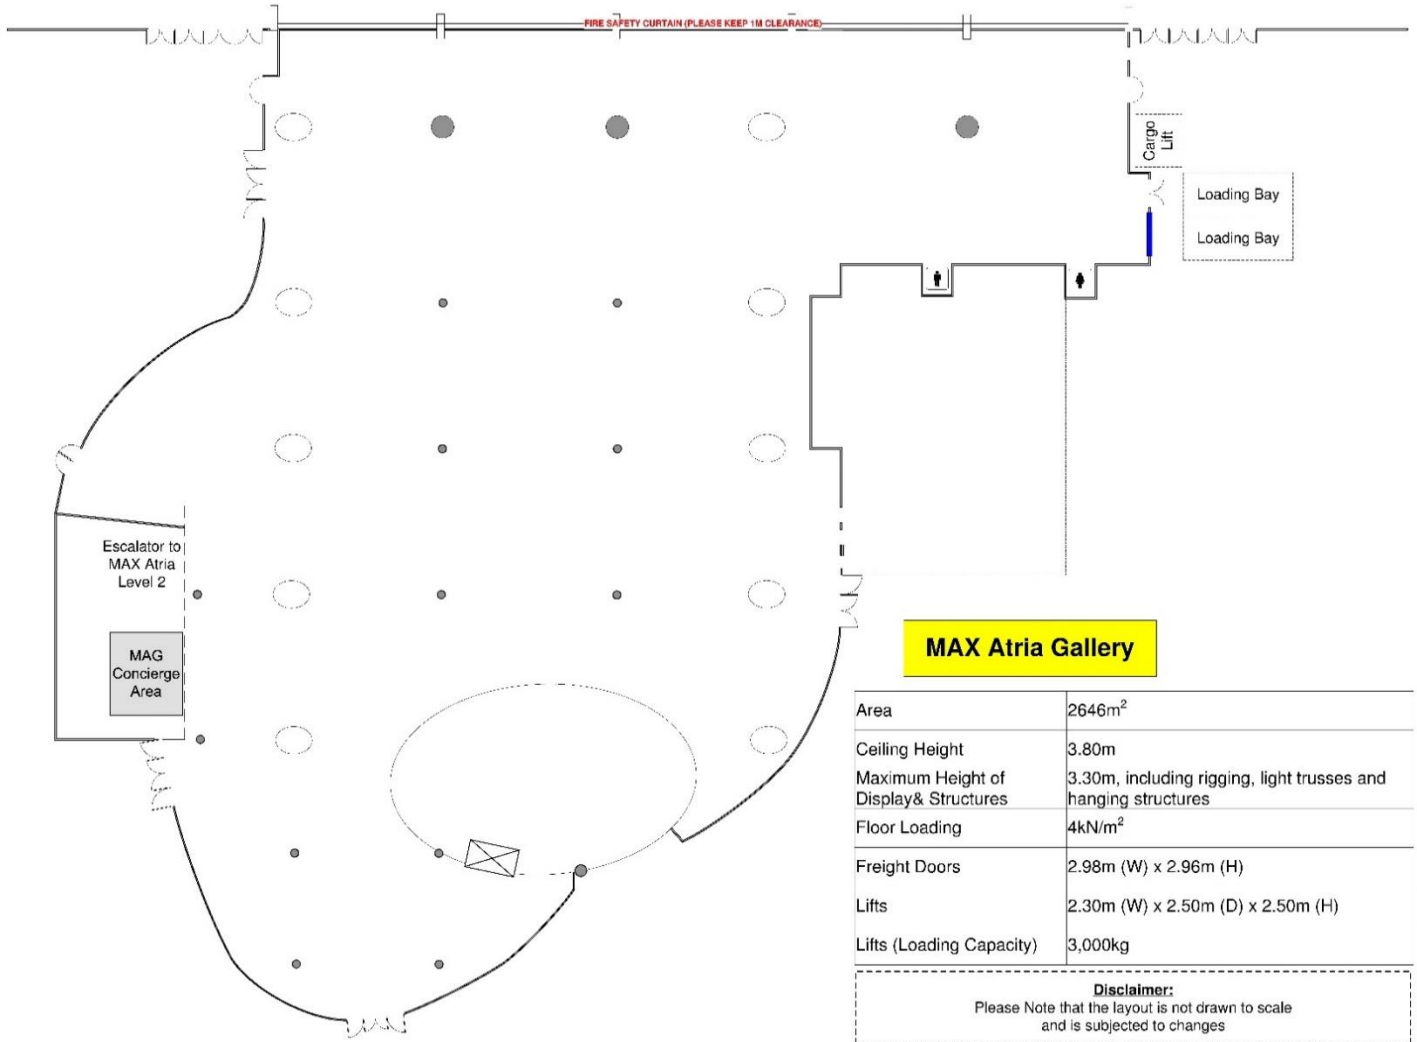 FIRE SAFETY CURTAIN (PLEASE KEEP 1M CLEARANCE)
Cargo
Lift
Loading Bay
Loading Bay
Escalator to
MAX Atria
Level 2
MAG
Concierge
Area
MAX Atria Gallery
Area 2646m²
Ceiling Height 3.80m
Maximum Height of 3.30m, including rigging, light trusses and
Display& Structures hanging structures
Floor Loading 4kN/m²
Freight Doors 2.98m (W) x 2.96m (H)
Lifts 2.30m (W) x 2.50m (D) x 2.50m (H)
Lifts (Loading Capacity) 3,000kg
Disclaimer:
Please Note that the layout is not drawn to scale
and is subjected to changes